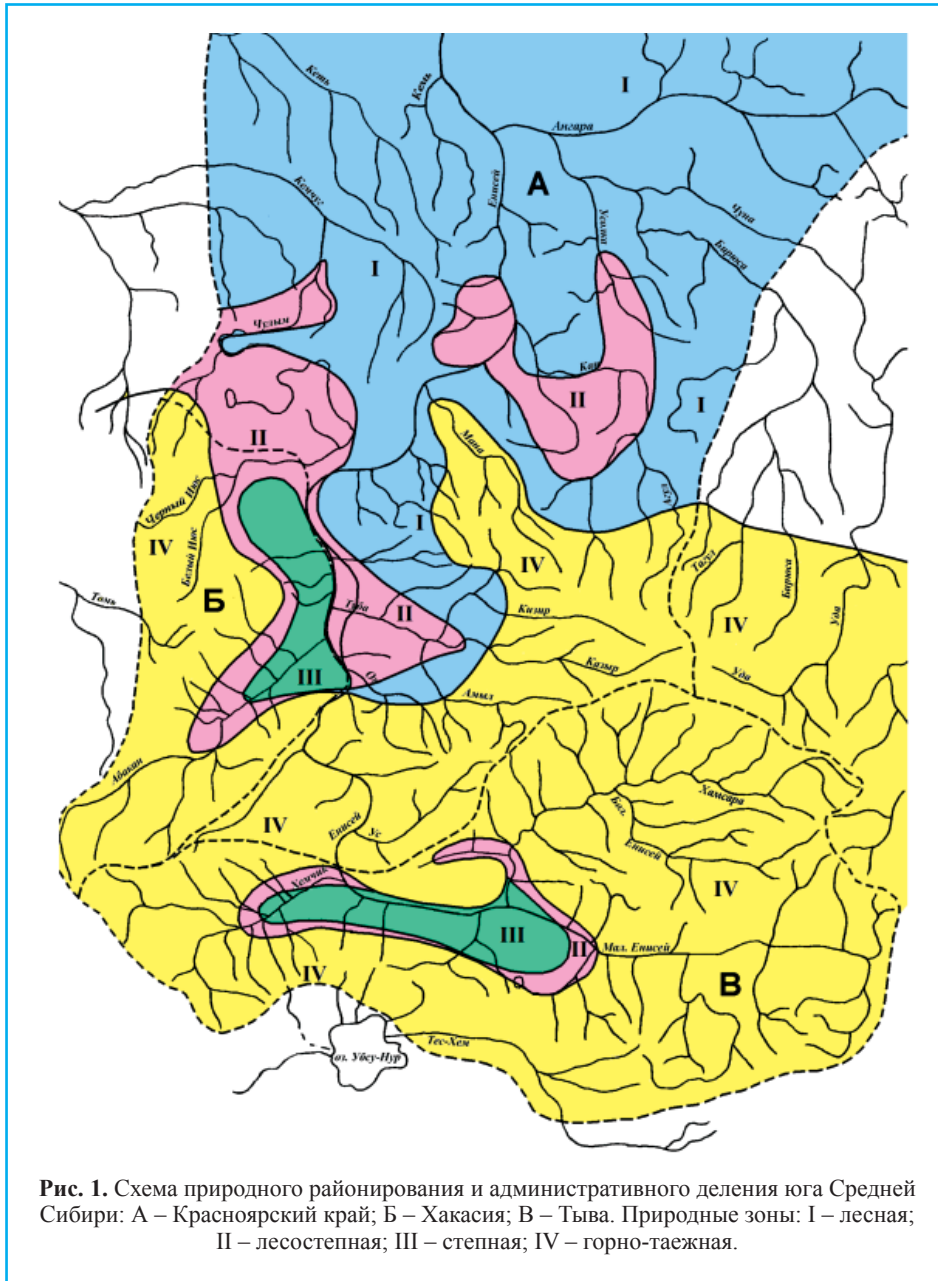 Кеть
Кемь
I
Ангара
А
Енисей
Кемчуг
Усолка
Чуна
Бирюса
I
Чулым
Кан
II
I
II
Мана
I
Черный Июс
IV
Белый Июс
IV
Тагул
Бирюса
IV
Уда
Томь
Б
Туба
II
Кизир
Казыр
Уда
III
Амыл
Абакан
Хамсара
Енисей
Ус
Бол.
Енисей
IV
IV
Хемчик
III
II
Мал. Енисей
IV
В
Тес-Хем
оз. Убсу-Нур
Рис. 1. Схема природного районирования и административного деления юга Средней
Сибири: А – Красноярский край; Б – Хакасия; В – Тыва. Природные зоны: I – лесная;
II – лесостепная; III – степная; IV – горно-таежная.